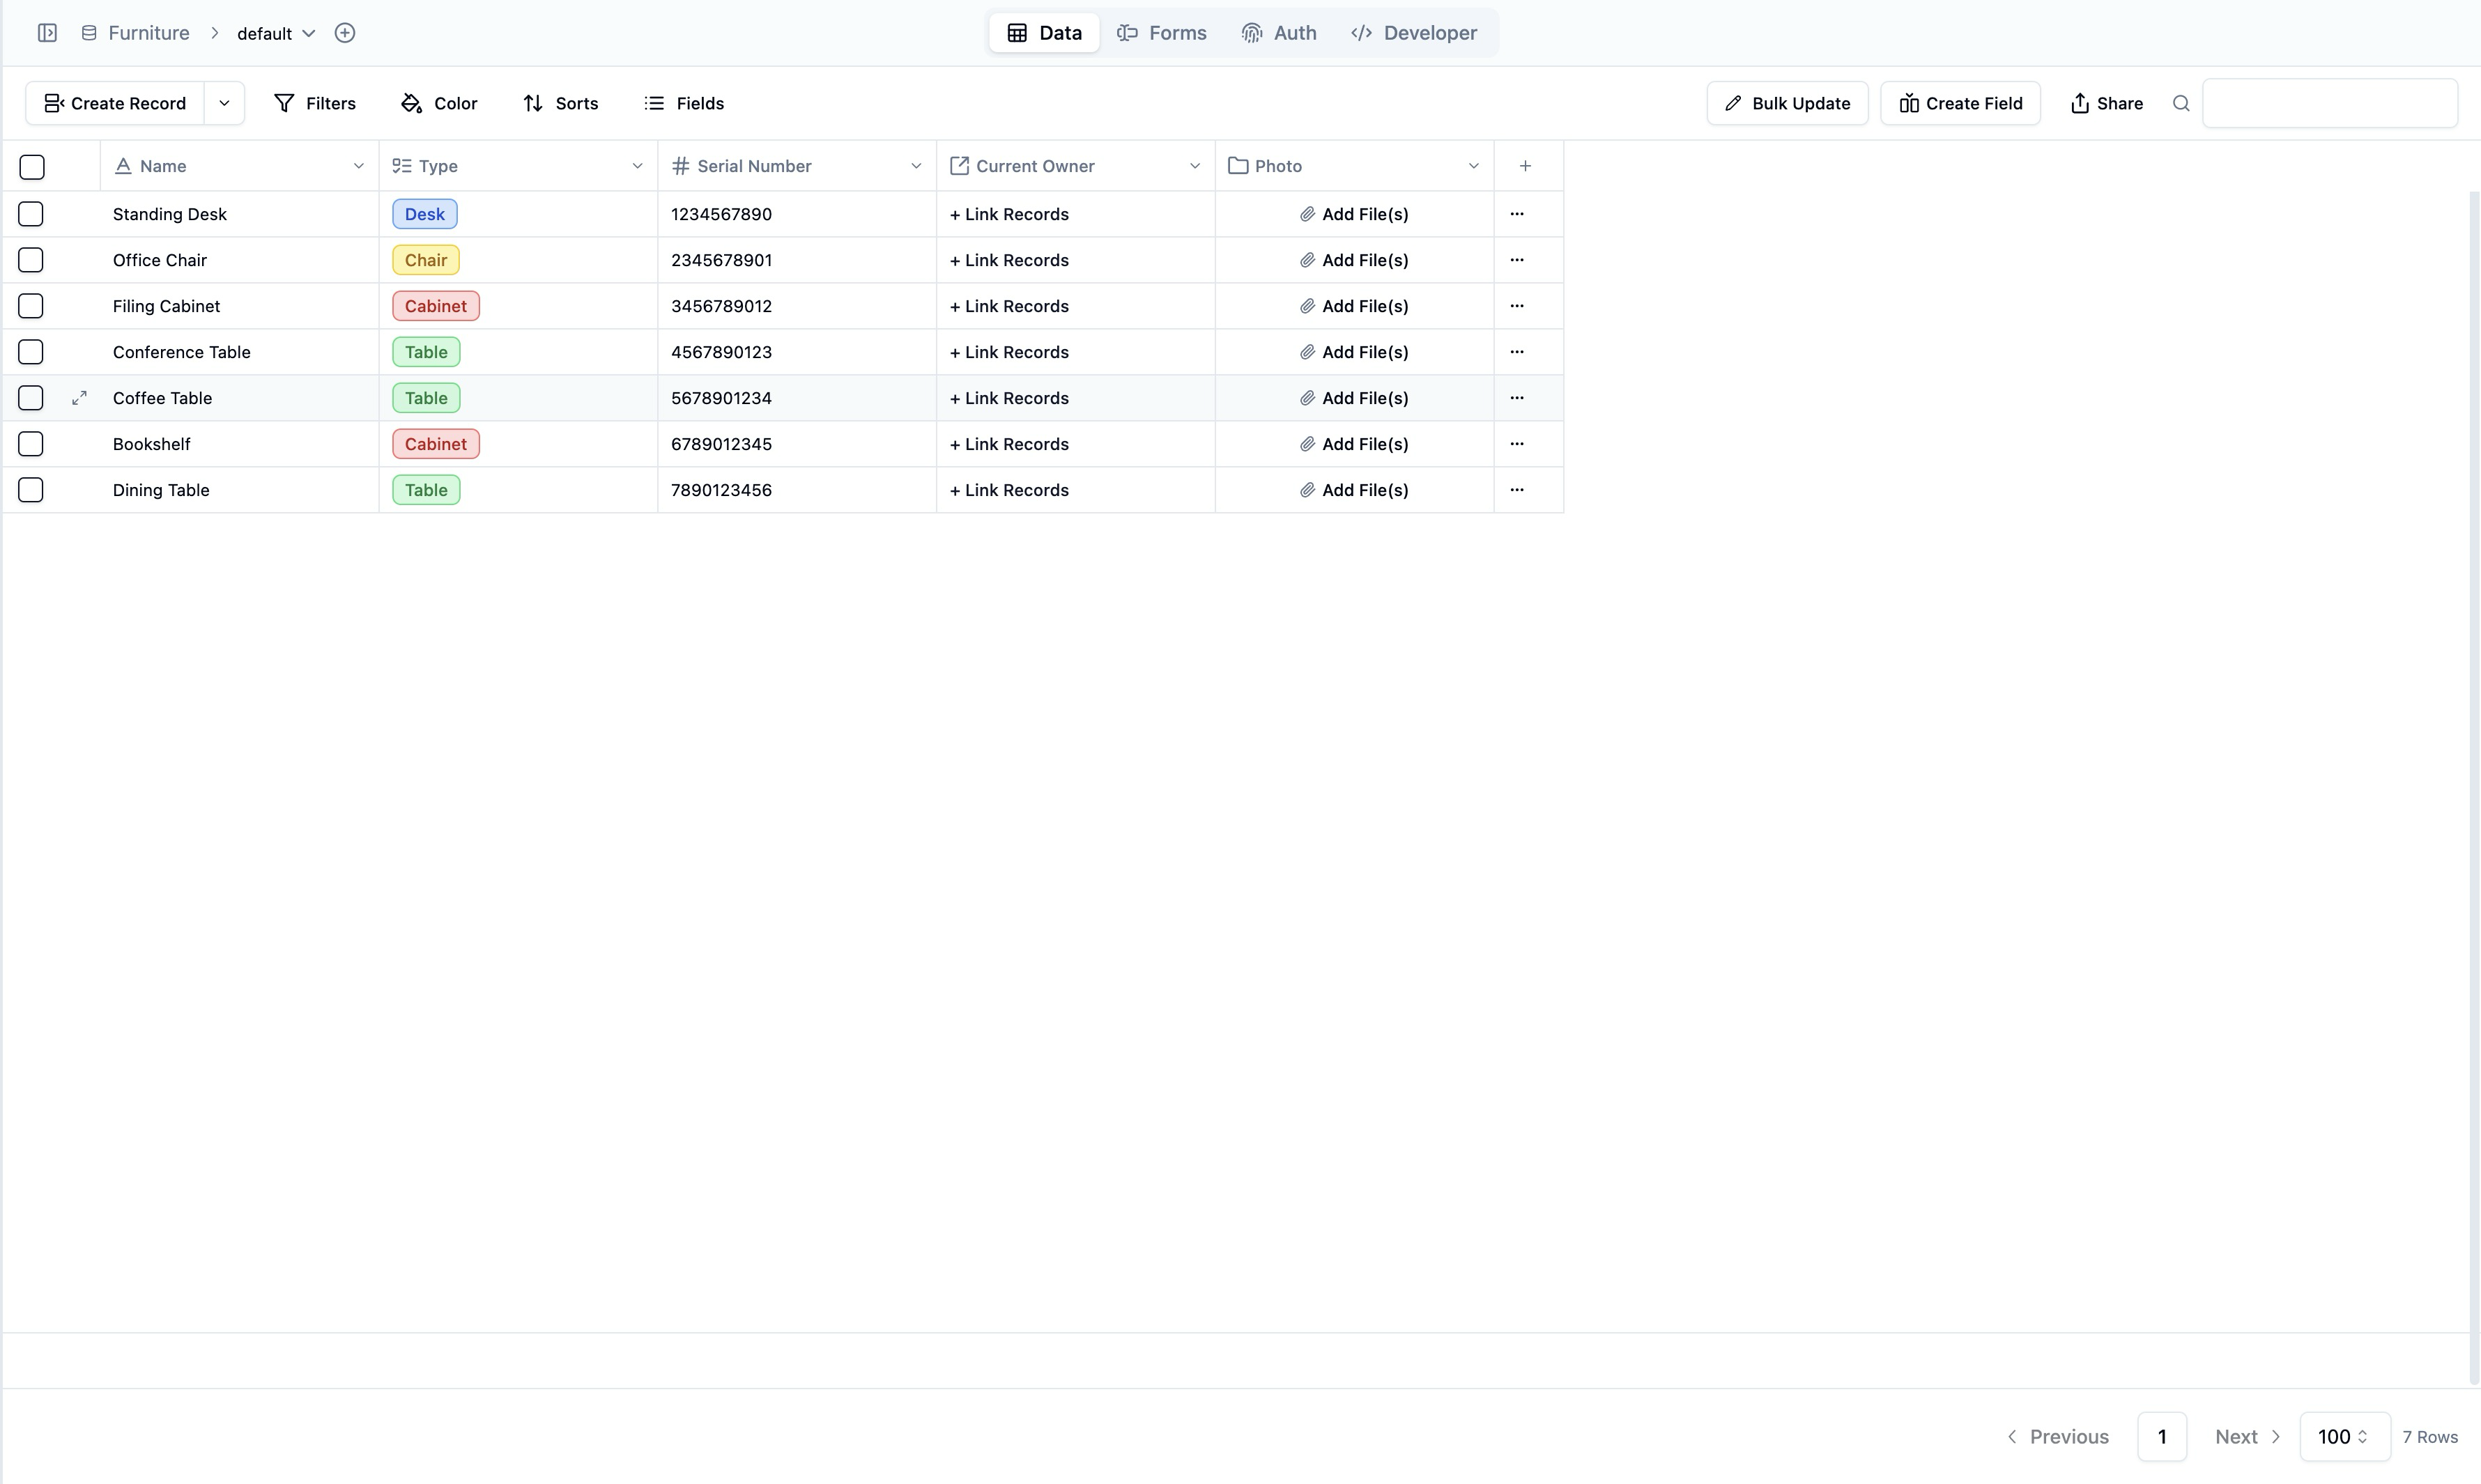 Furniture > default
Data Forms Auth </> Developer
Create Record Filters Color Sorts Fields Bulk Update Create Field Share
Name Type # Serial Number Current Owner Photo +
Standing Desk Desk 1234567890 + Link Records Add File(s) ...
Office Chair Chair 2345678901 + Link Records Add File(s) ...
Filing Cabinet Cabinet 3456789012 + Link Records Add File(s) ...
Conference Table Table 4567890123 + Link Records Add File(s) ...
Coffee Table Table 5678901234 + Link Records Add File(s) ...
Bookshelf Cabinet 6789012345 + Link Records Add File(s) ...
Dining Table Table 7890123456 + Link Records Add File(s) ...
< Previous 1 Next > 100 7 Rows